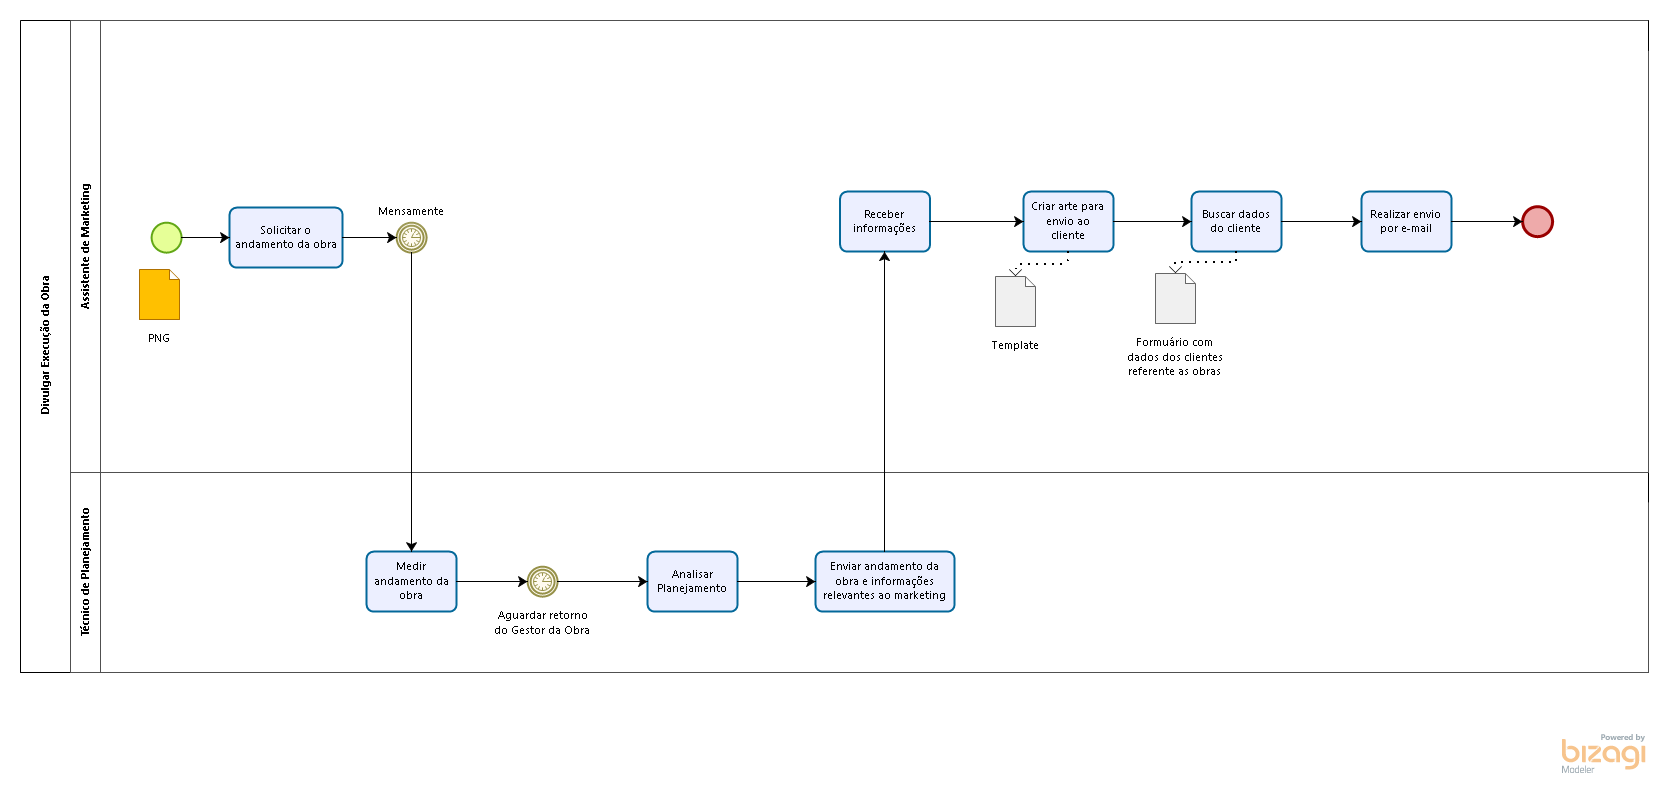 Divulgar Execução da Obra
Assistente de Marketing
Solicitar o
andamento da obra
Mensamente
PNG
Receber
informações
Criar arte para
envio ao
cliente
Buscar dados
do cliente
Realizar envio
por e-mail
Template
Formuário com
dados dos clientes
referente as obras
Técnico de Planejamento
Medir
andamento da
obra
Aguardar retorno
do Gestor da Obra
Analisar
Planejamento
Enviar andamento da
obra e informações
relevantes ao marketing
Powered by
bizagi
Modeler